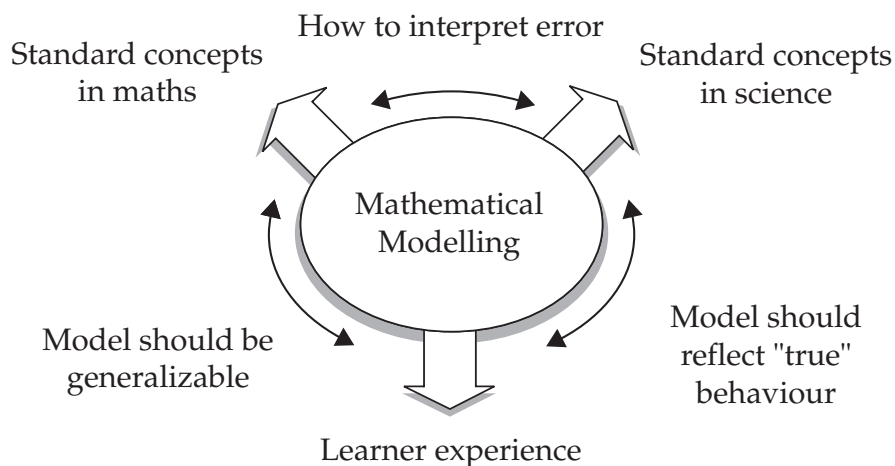 How to interpret error
Standard concepts
in maths
Standard concepts
in science
Mathematical
Modelling
Model should be
generalizable
Model should
reflect "true"
behaviour
Learner experience